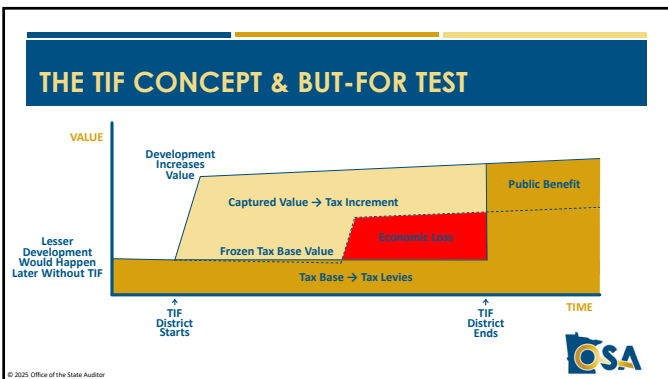 THE TIF CONCEPT & BUT-FOR TEST
VALUE
Development
Increases
Value
Public Benefit
Captured Value → Tax Increment
Economic Loss
Lesser
Development
Would Happen
Later Without TIF
Frozen Tax Base Value
Tax Base → Tax Levies
TIME
TIF
District
Starts
TIF
District
Ends
OSA
© 2025 Office of the State Auditor